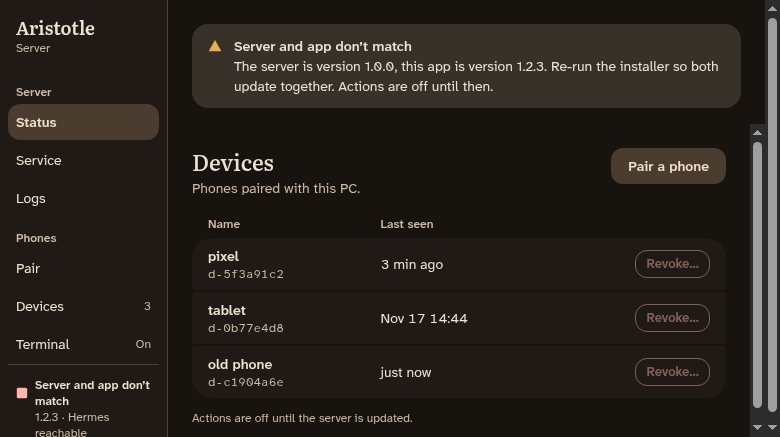 Aristotle
Server
Server
Status
Service
Logs
Phones
Pair
Devices 3
Terminal On
Server and app don’t
match
1.2.3 · Hermes
reachable
Server and app don’t match
The server is version 1.0.0, this app is version 1.2.3. Re-run the installer so both
update together. Actions are off until then.
Devices
Phones paired with this PC.
Pair a phone
Name Last seen
pixel
d-5f3a91c2
3 min ago
Revoke...
tablet
d-0b77e4d8
Nov 17 14:44
Revoke...
old phone
d-c1904a6e
just now
Revoke...
Actions are off until the server is updated.